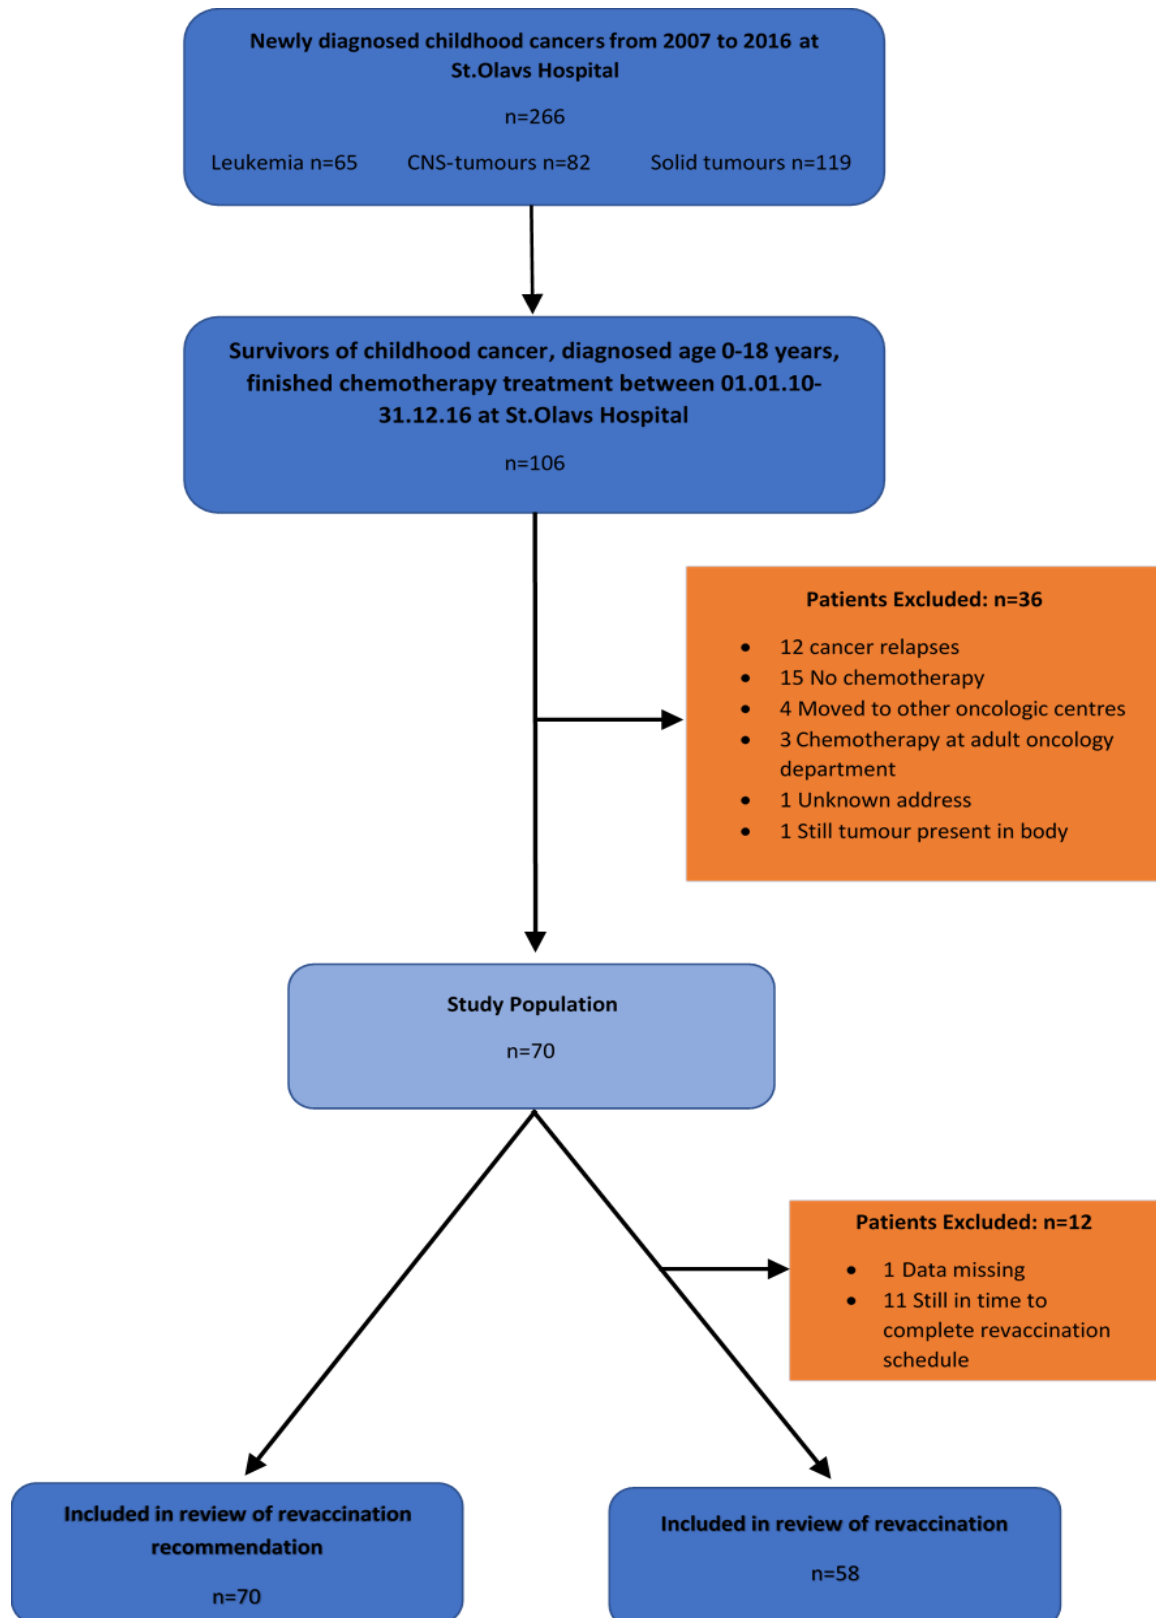 Newly diagnosed childhood cancers from 2007 to 2016 at
St.Olavs Hospital
n=266
Leukemia n=65 CNS-tumours n=82 Solid tumours n=119
Survivors of childhood cancer, diagnosed age 0-18 years,
finished chemotherapy treatment between 01.01.10-
31.12.16 at St.Olavs Hospital
n=106
Patients Excluded: n=36
• 12 cancer relapses
• 15 No chemotherapy
• 4 Moved to other oncologic centres
• 3 Chemotherapy at adult oncology
department
• 1 Unknown address
• 1 Still tumour present in body
Study Population
n=70
Patients Excluded: n=12
• 1 Data missing
• 11 Still in time to
complete revaccination
schedule
Included in review of revaccination
recommendation
n=70
Included in review of revaccination
n=58